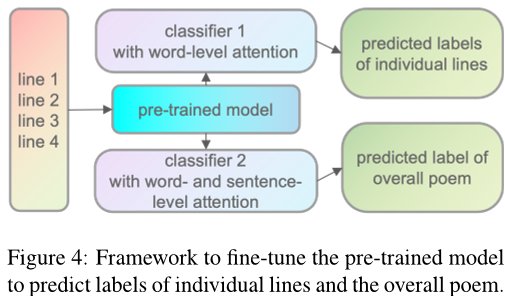 line 1
line 2
line 3
line 4
classifier 1
with word-level attention
pre-trained model
classifier 2
with word- and sentence-
level attention
predicted labels
of individual lines
predicted label of
overall poem
Figure 4: Framework to fine-tune the pre-trained model
to predict labels of individual lines and the overall poem.